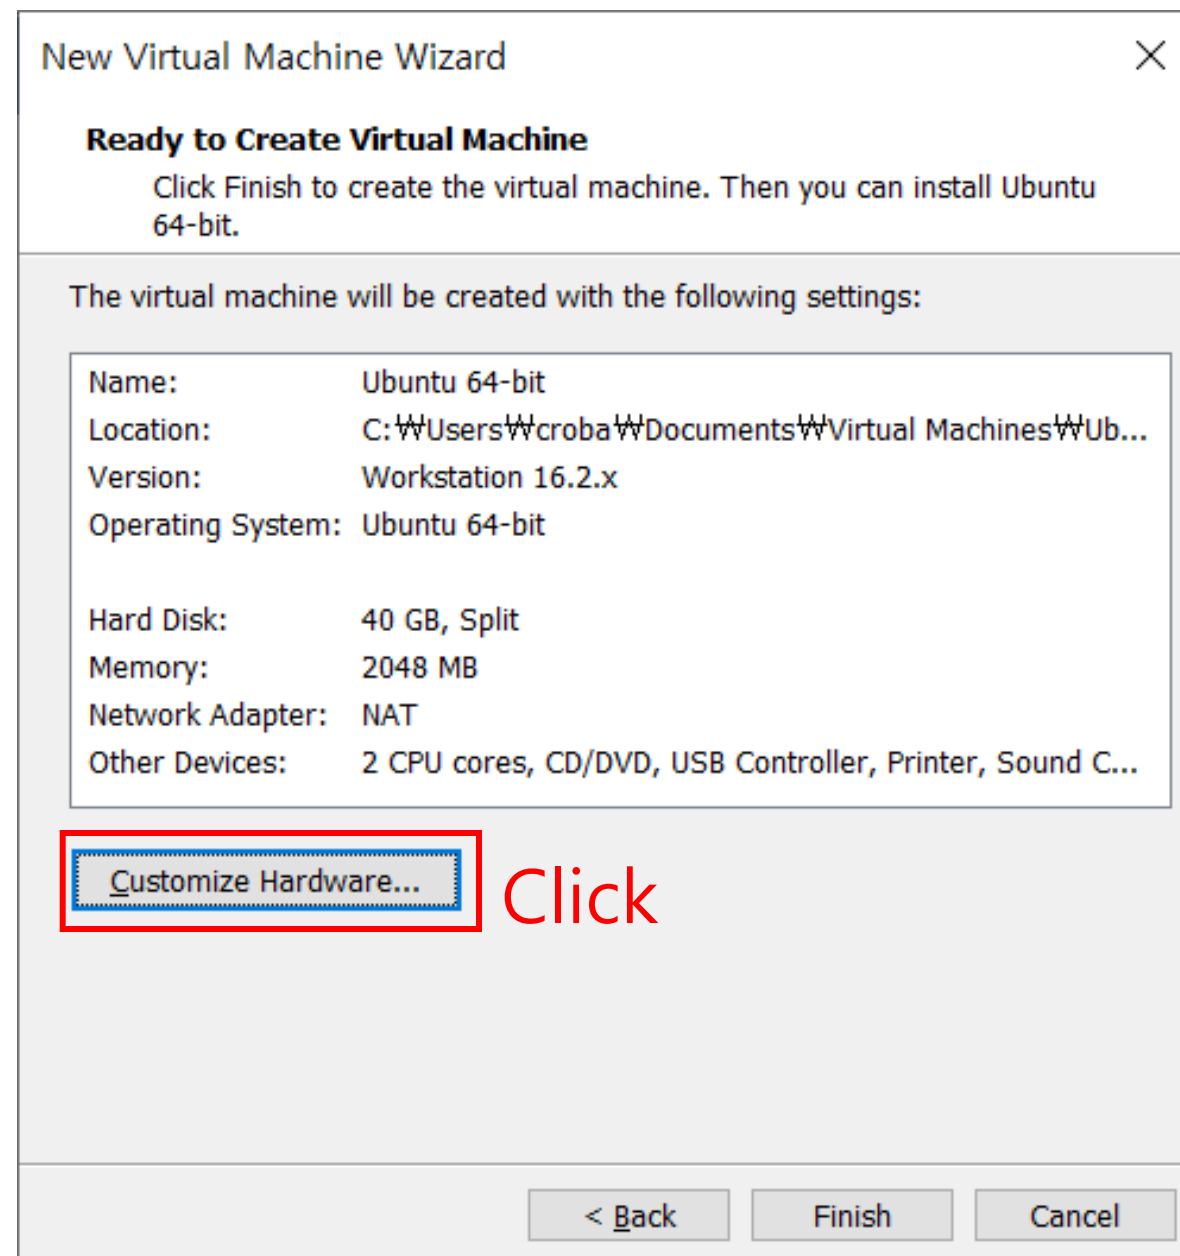 New Virtual Machine Wizard
Ready to Create Virtual Machine
Click Finish to create the virtual machine. Then you can install Ubuntu
64-bit.
The virtual machine will be created with the following settings:
Name: Ubuntu 64-bit
Location: C:₩Users₩croba₩Documents₩Virtual Machines₩Ub...
Version: Workstation 16.2.x
Operating System: Ubuntu 64-bit
Hard Disk: 40 GB, Split
Memory: 2048 MB
Network Adapter: NAT
Other Devices: 2 CPU cores, CD/DVD, USB Controller, Printer, Sound C...
Customize Hardware... Click
< Back Finish Cancel